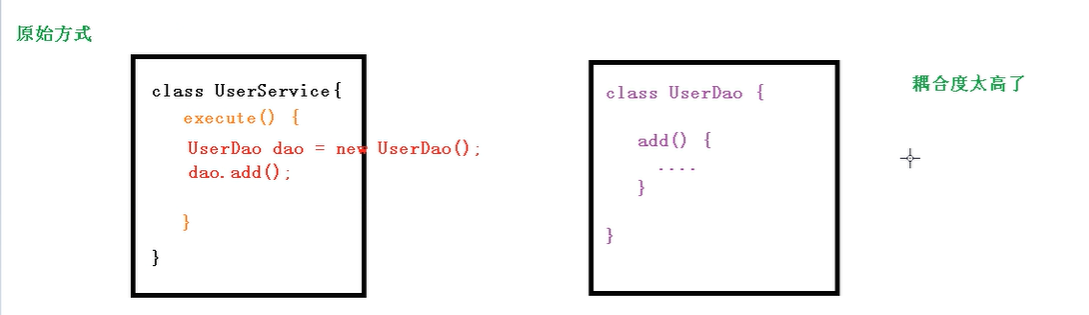 原始方式
class UserService{
execute() {
UserDao dao = new UserDao();
dao.add();
}
}
class UserDao {
add() {
....
}
}
耦合度太高了